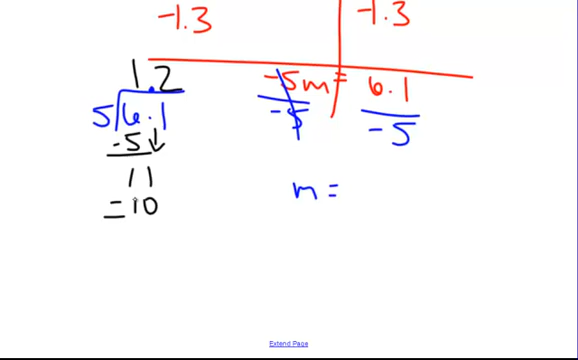 -1.3 -1.3
1.2
-5m = 6.1
-5 -5
5 6.1
-5
11
m =
-10
Extend Page